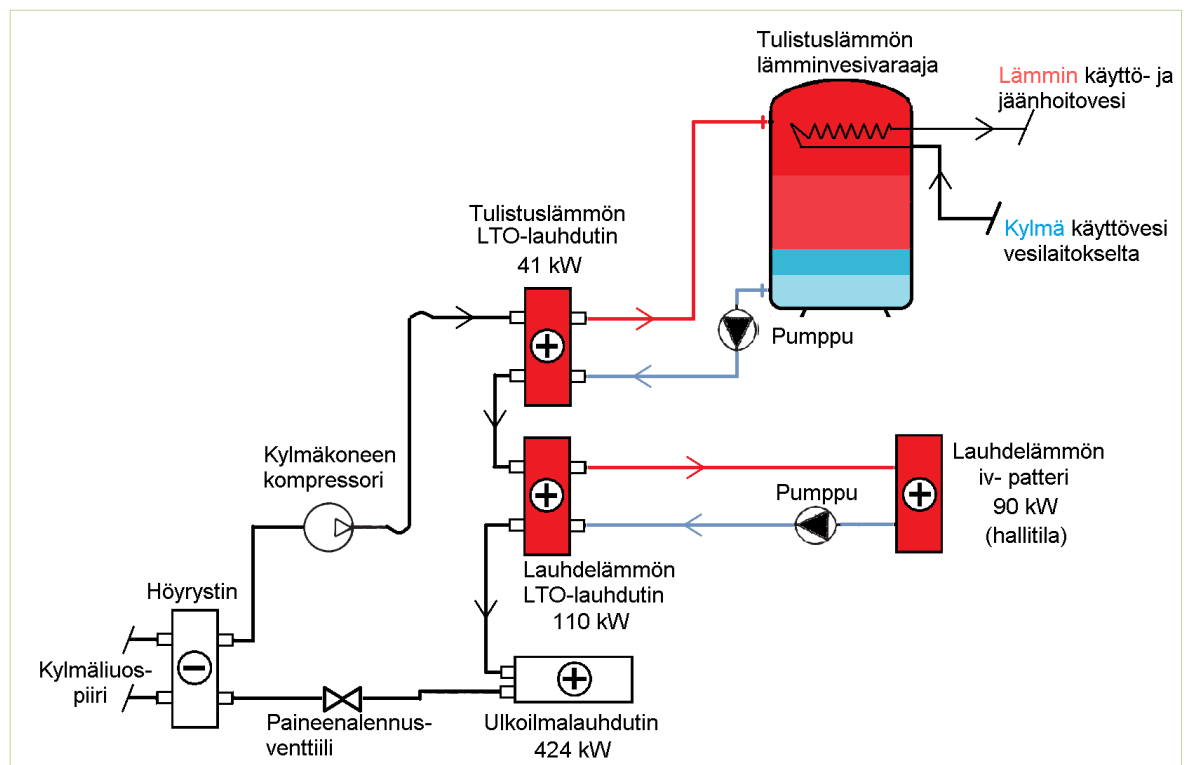 Tulistuslämmön
lämminvesivaraaja
Lämmin käyttö- ja
jäänhoitovesi
Kylmä käyttövesi
vesilaitokselta
Pumppu
Tulistuslämmön
LTO-lauhdutin
41 kW
Kylmäkoneen
kompressori
Pumppu
Lauhdelämmön
iv- patteri
90 kW
(hallitila)
Lauhdelämmön
LTO-lauhdutin
110 kW
Höyrystin
Kylmäliuos-
piiri
Paineenalennus-
venttiili
Ulkoilmalauhdutin
424 kW